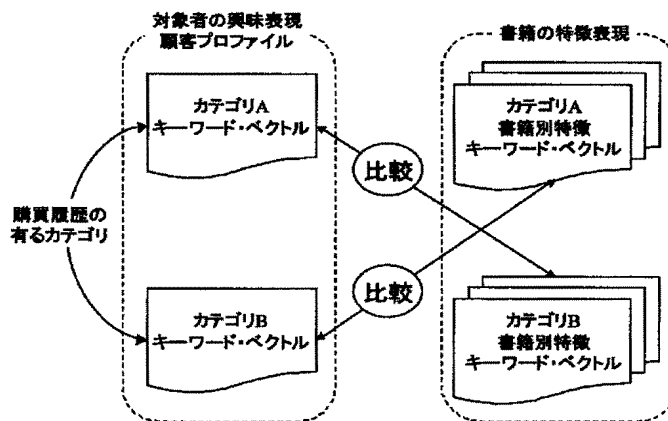 対象者の興味表現
顧客プロファイル
書籍の特徴表現
カテゴリA
キーワード・ベクトル
カテゴリA
書籍別特徴
キーワード・ベクトル
比較
購買履歴の
有るカテゴリ
比較
カテゴリB
キーワード・ベクトル
カテゴリB
書籍別特徴
キーワード・ベクトル